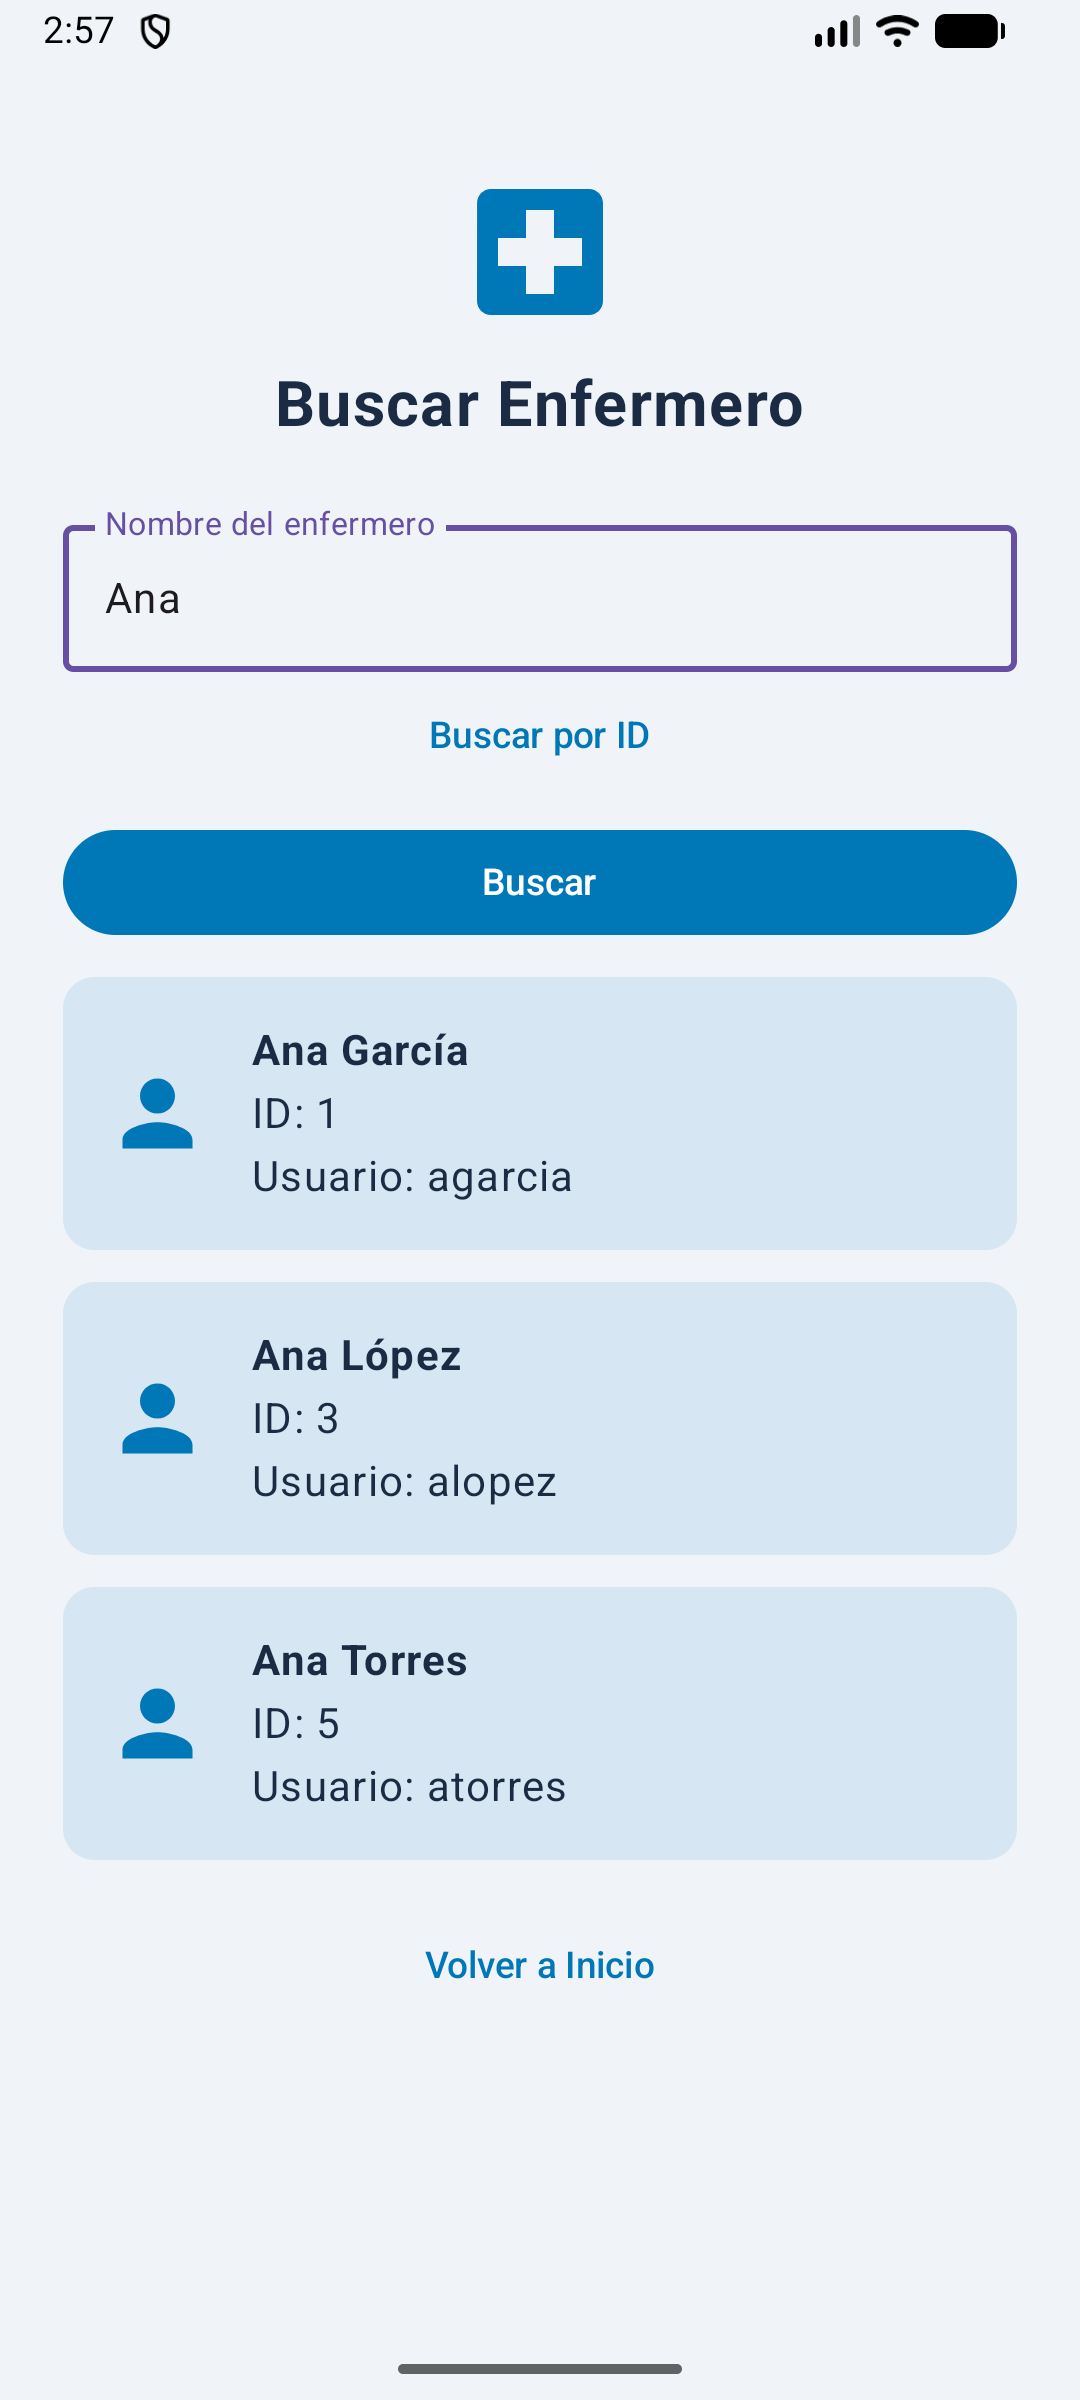 2:57
Buscar Enfermero
Nombre del enfermero
Ana
Buscar por ID
Buscar
Ana García
ID: 1
Usuario: agarcia
Ana López
ID: 3
Usuario: alopez
Ana Torres
ID: 5
Usuario: atorres
Volver a Inicio